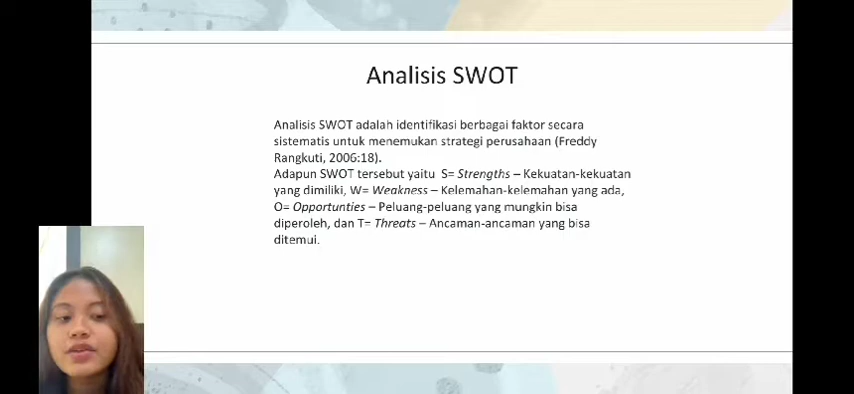 Analisis SWOT
Analisis SWOT adalah identifikasi berbagai faktor secara
sistematis untuk menemukan strategi perusahaan (Freddy
Rangkuti, 2006:18).
Adapun SWOT tersebut yaitu S= Strengths – Kekuatan-kekuatan
yang dimiliki, W= Weakness – Kelemahan-kelemahan yang ada,
O= Opportunties – Peluang-peluang yang mungkin bisa
diperoleh, dan T= Threats – Ancaman-ancaman yang bisa
ditemui.